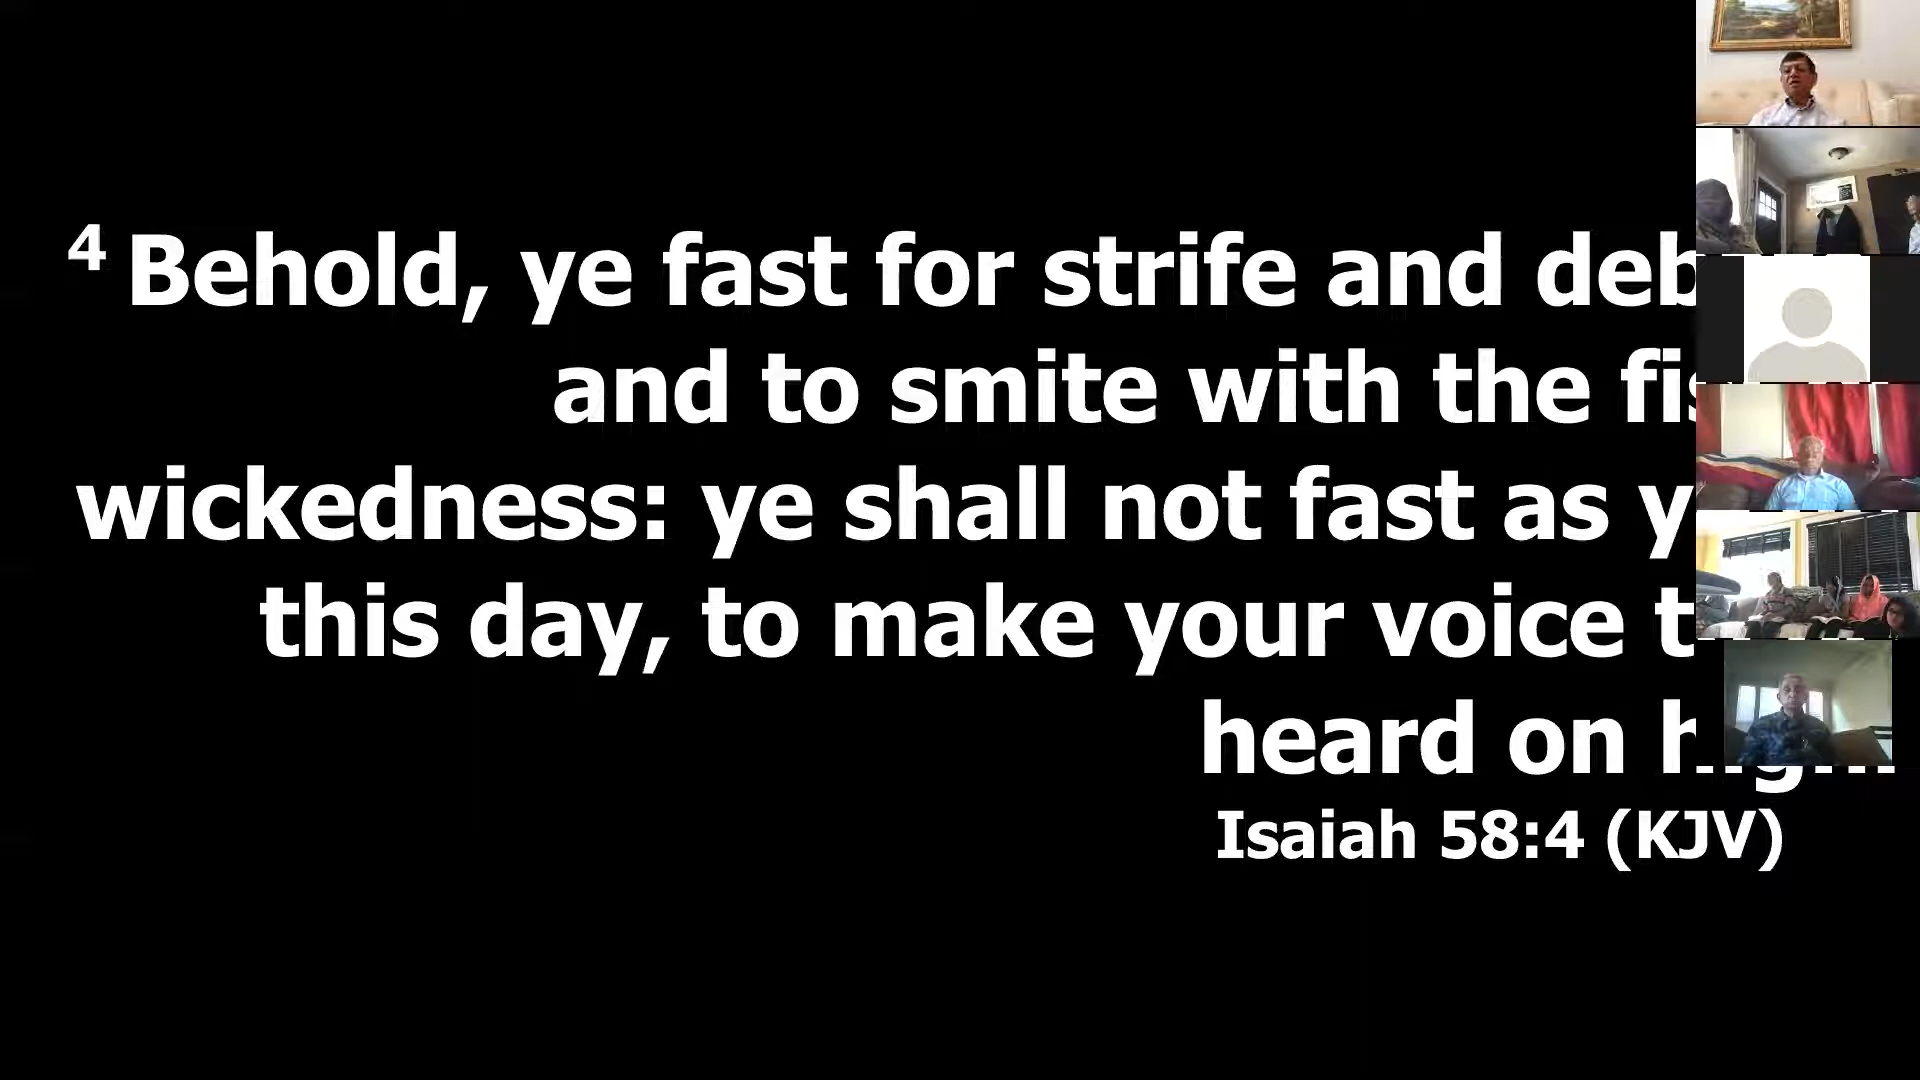 4 Behold, ye fast for strife and deb
and to smite with the fis
wickedness: ye shall not fast as y
this day, to make your voice t
heard on high
Isaiah 58:4 (KJV)